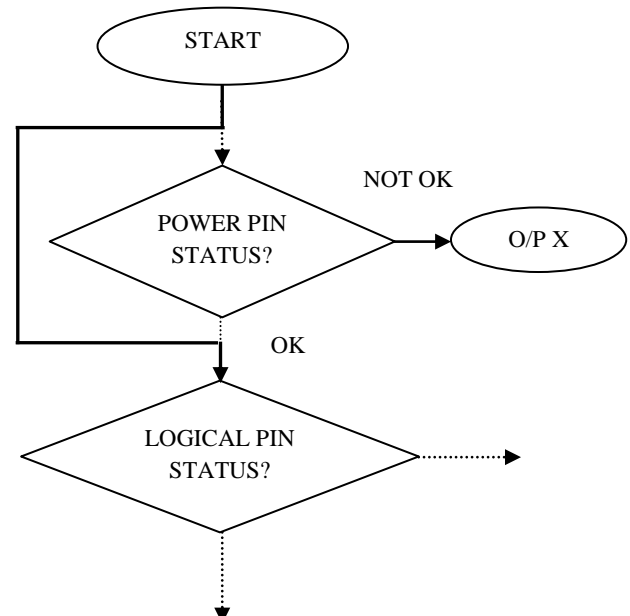 START
NOT OK
POWER PIN
STATUS?
O/P X
OK
LOGICAL PIN
STATUS?